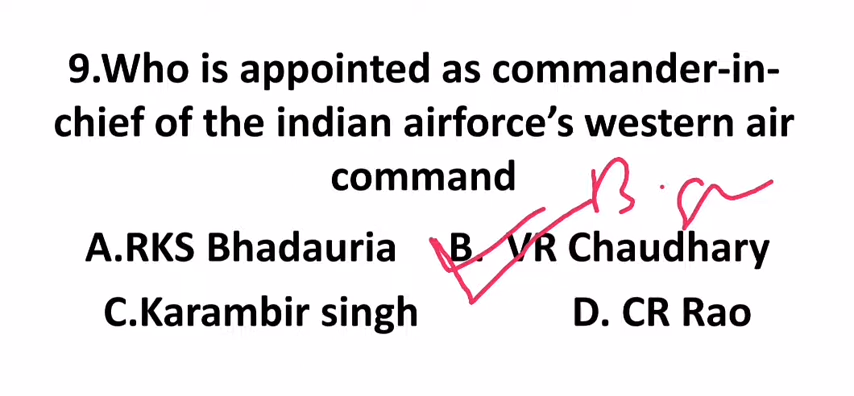 9.Who is appointed as commander-in-
chief of the indian airforce’s western air
command
B.
A.RKS Bhadauria B. VR Chaudhary
C.Karambir singh D. CR Rao